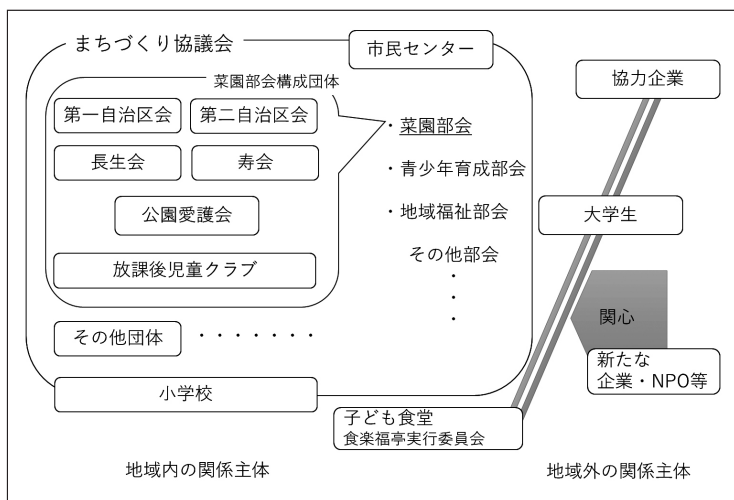 まちづくり協議会
市民センター
菜園部会構成団体
第一自治区会
第二自治区会
長生会
寿会
公園愛護会
放課後児童クラブ
・菜園部会
・青少年育成部会
・地域福祉部会
その他部会
・
・
・
その他団体
・・・・・・・
小学校
子ども食堂
食楽福亭実行委員会
協力企業
大学生
関心
新たな
企業・NPO等
地域内の関係主体
地域外の関係主体